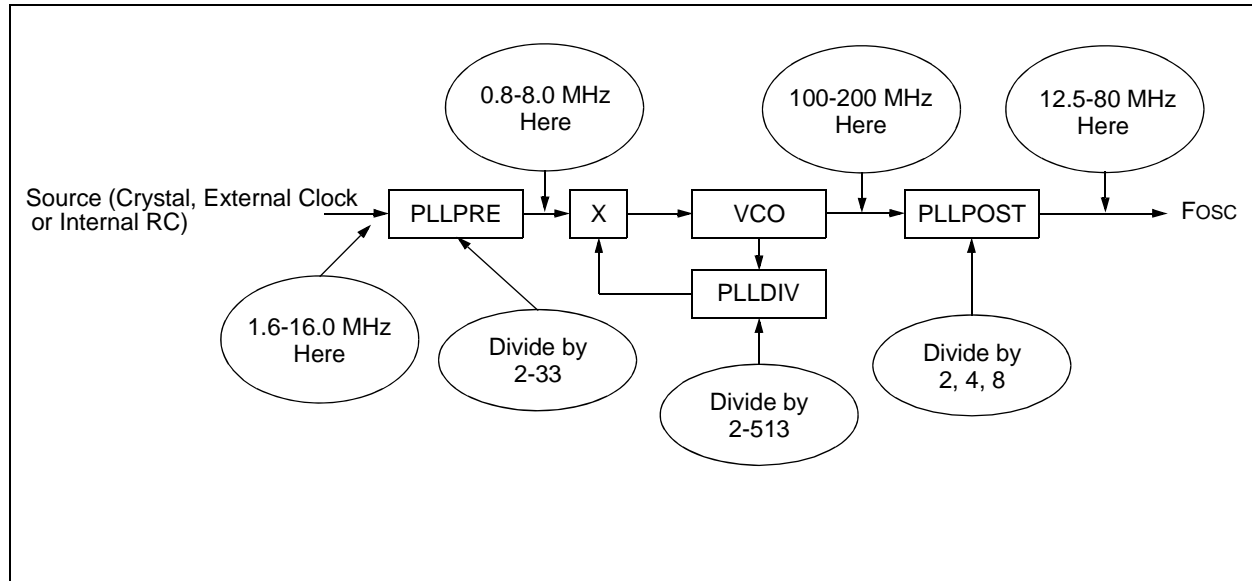 0.8-8.0 MHz
Here
100-200 MHz
Here
12.5-80 MHz
Here
Source (Crystal, External Clock
or Internal RC)
PLLPRE
X
VCO
PLLPOST
FOSC
PLLDIV
1.6-16.0 MHz
Here
Divide by
2-33
Divide by
2-513
Divide by
2, 4, 8